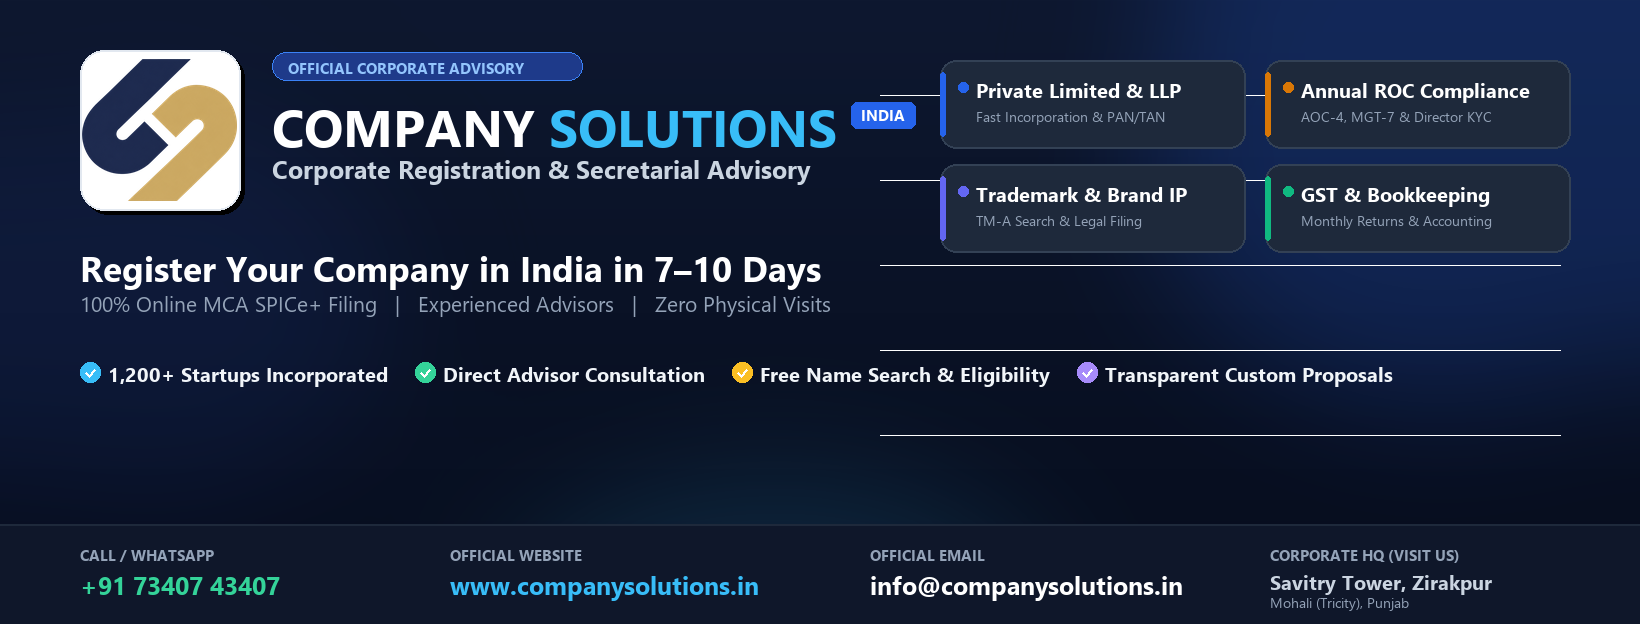 OFFICIAL CORPORATE ADVISORY
COMPANY SOLUTIONS INDIA
Corporate Registration & Secretarial Advisory
Private Limited & LLP
Fast Incorporation & PAN/TAN
Annual ROC Compliance
AOC-4, MGT-7 & Director KYC
Trademark & Brand IP
TM-A Search & Legal Filing
GST & Bookkeeping
Monthly Returns & Accounting
Register Your Company in India in 7–10 Days
100% Online MCA SPICe+ Filing | Experienced Advisors | Zero Physical Visits
1,200+ Startups Incorporated Direct Advisor Consultation Free Name Search & Eligibility Transparent Custom Proposals
CALL / WHATSAPP
+91 73407 43407
OFFICIAL WEBSITE
www.companysolutions.in
OFFICIAL EMAIL
info@companysolutions.in
CORPORATE HQ (VISIT US)
Savitry Tower, Zirakpur
Mohali (Tricity), Punjab